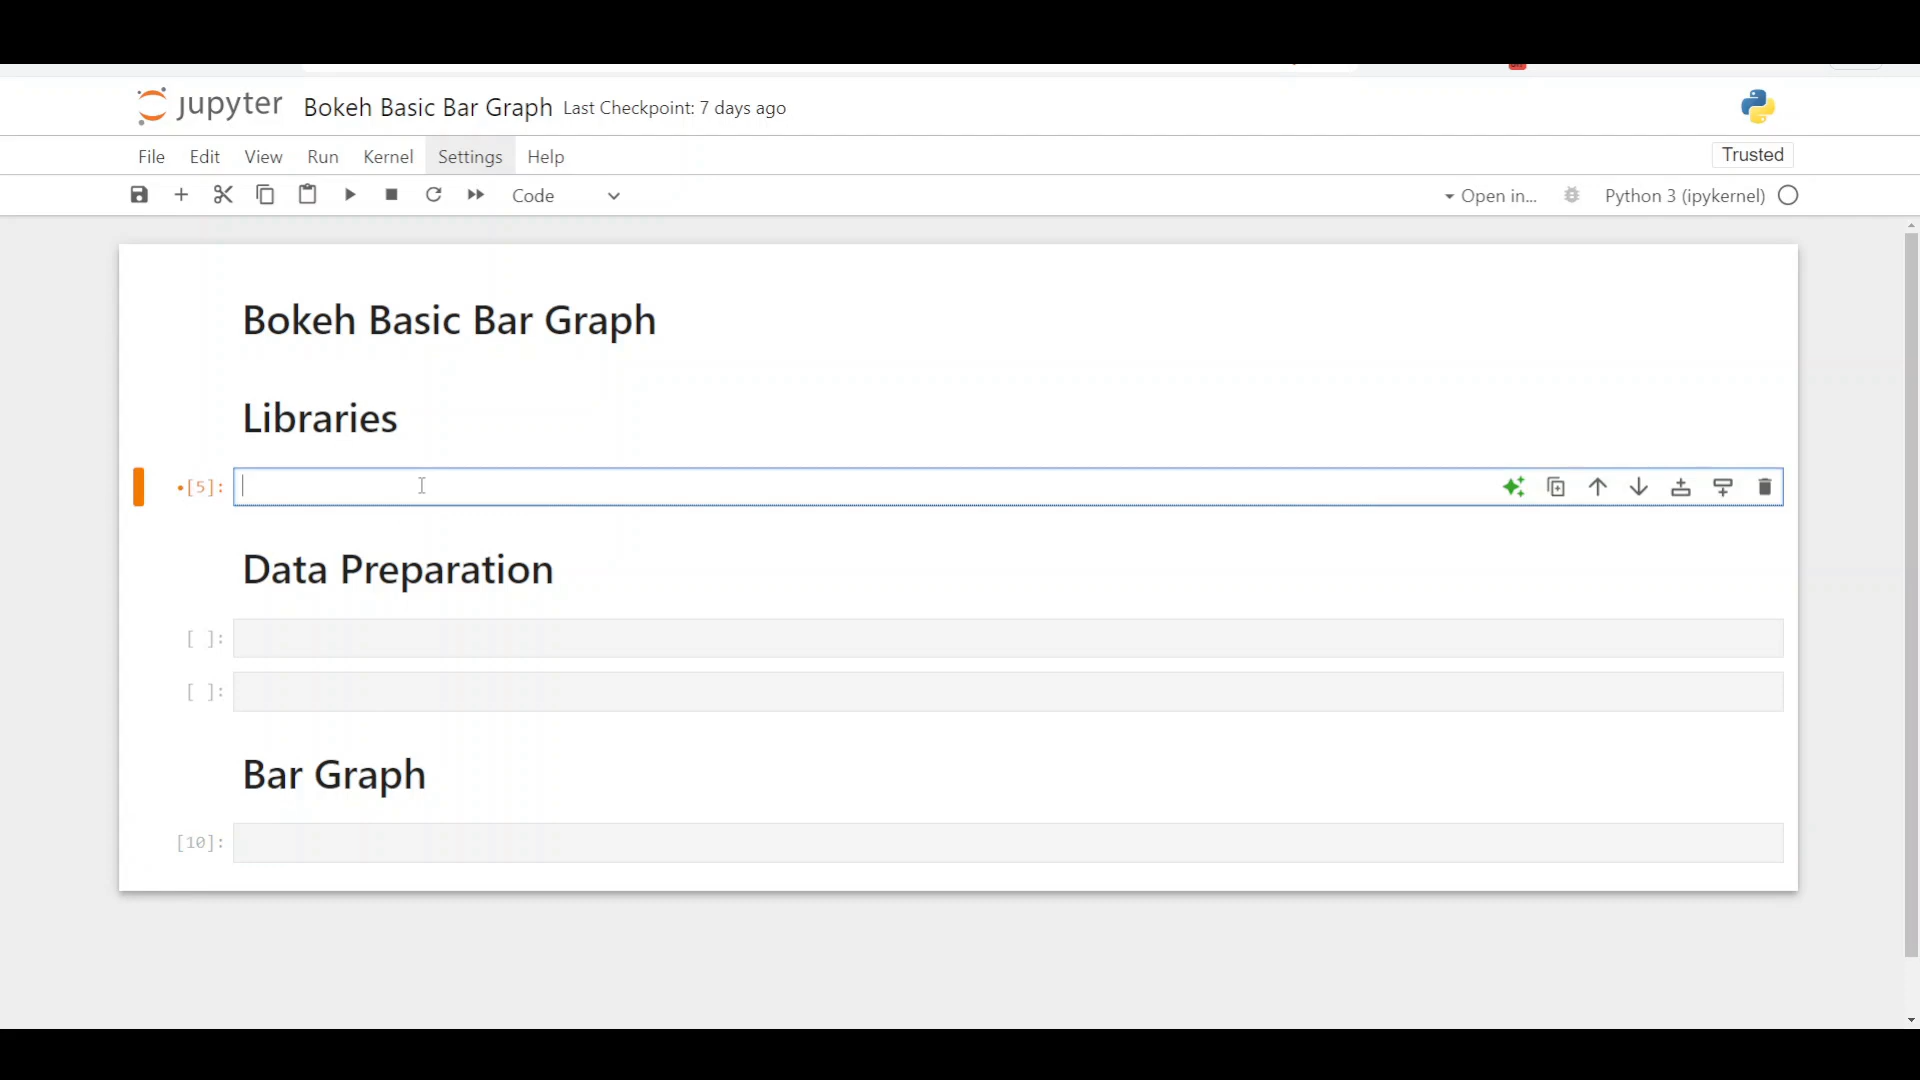 jupyter Bokeh Basic Bar Graph Last Checkpoint: 7 days ago
File Edit View Run Kernel Settings Help Trusted
Code Open in... Python 3 (ipykernel)
Bokeh Basic Bar Graph
Libraries
•[5]:
Data Preparation
[ ]:
[ ]:
Bar Graph
[10]: